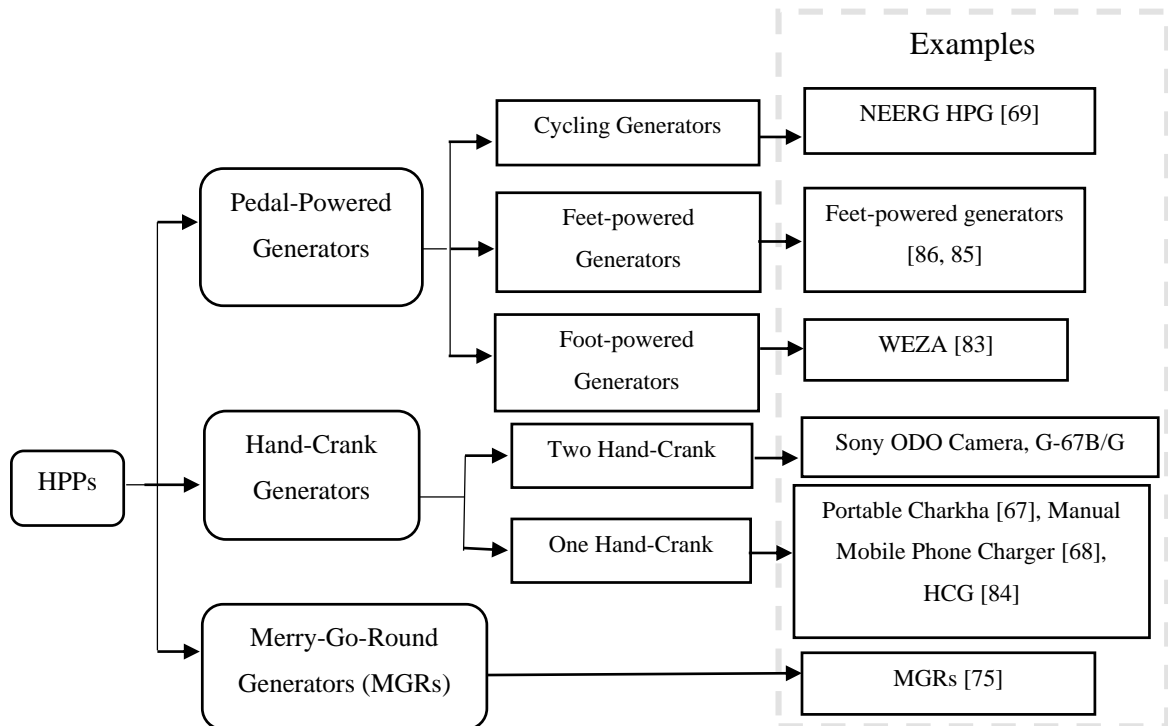 Examples
Cycling Generators
NEERG HPG [69]
Pedal-Powered
Generators
Feet-powered
Generators
Feet-powered generators
[86, 85]
Foot-powered
Generators
WEZA [83]
HPPs
Hand-Crank
Generators
Two Hand-Crank
Sony ODO Camera, G-67B/G
One Hand-Crank
Portable Charkha [67], Manual
Mobile Phone Charger [68],
HCG [84]
Merry-Go-Round
Generators (MGRs)
MGRs [75]